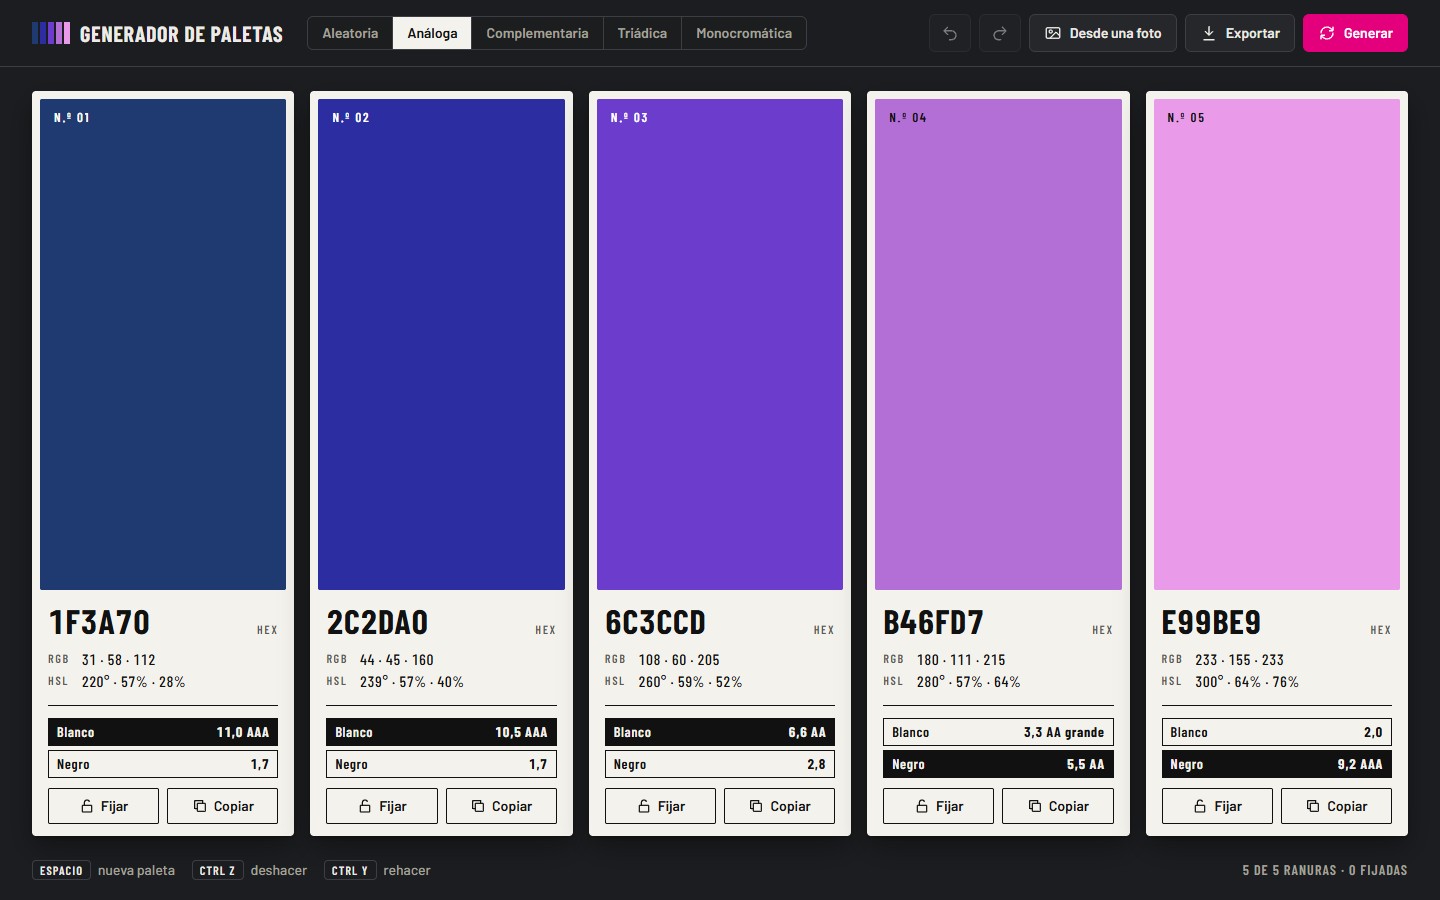 GENERADOR DE PALETAS
Aleatoria Análoga Complementaria Triádica Monocromática
Desde una foto Exportar Generar
N.º 01
1F3A70 HEX
RGB 31 · 58 · 112
HSL 220° · 57% · 28%
Blanco 11,0 AAA
Negro 1,7
Fijar Copiar
N.º 02
2C2DA0 HEX
RGB 44 · 45 · 160
HSL 239° · 57% · 40%
Blanco 10,5 AAA
Negro 1,7
Fijar Copiar
N.º 03
6C3CCD HEX
RGB 108 · 60 · 205
HSL 260° · 59% · 52%
Blanco 6,6 AA
Negro 2,8
Fijar Copiar
N.º 04
B46FD7 HEX
RGB 180 · 111 · 215
HSL 280° · 57% · 64%
Blanco 3,3 AA grande
Negro 5,5 AA
Fijar Copiar
N.º 05
E99BE9 HEX
RGB 233 · 155 · 233
HSL 300° · 64% · 76%
Blanco 2,0
Negro 9,2 AAA
Fijar Copiar
ESPACIO nueva paleta CTRL Z deshacer CTRL Y rehacer
5 DE 5 RANURAS · 0 FIJADAS